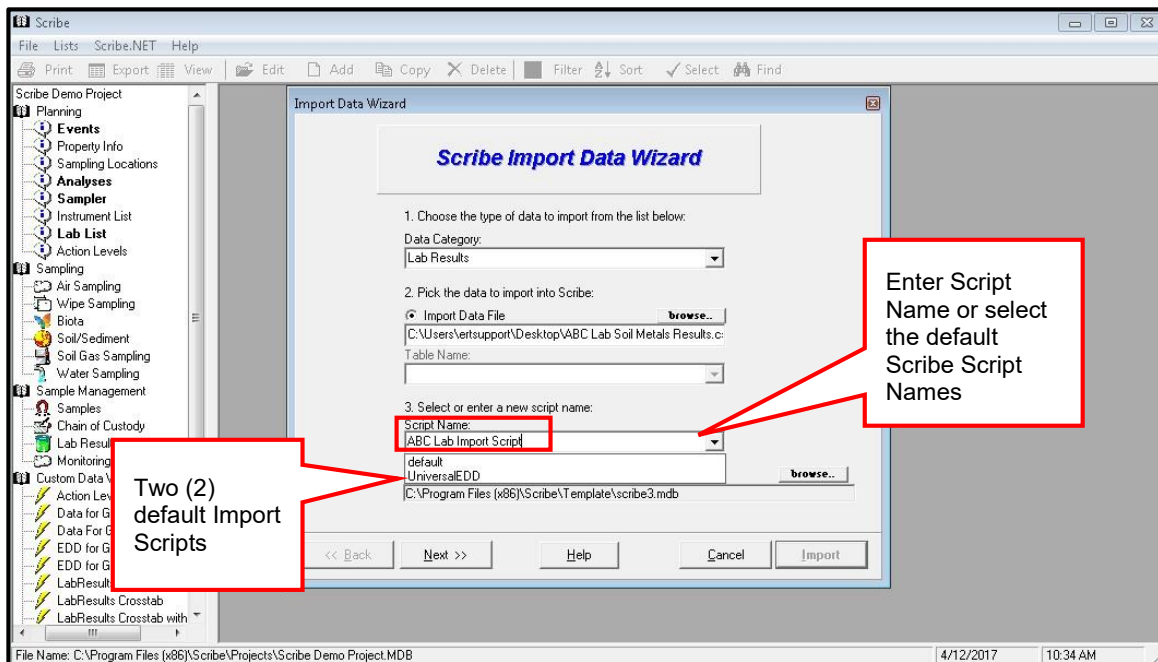 Scribe
File Lists Scribe.NET Help
Print Export View Edit Add Copy Delete Filter Sort Select Find
Scribe Demo Project
Planning
Events
Property Info
Sampling Locations
Analyses
Sampler
Instrument List
Lab List
Action Levels
Sampling
Air Sampling
Wipe Sampling
Biota
Soil/Sediment
Soil Gas Sampling
Water Sampling
Sample Management
Samples
Chain of Custody
Lab Resul
Monitoring
Custom Data V
Action Lev
Data for G
Data For G
EDD for G
EDD for G
LabResults
LabResults Crosstab
LabResults Crosstab with
Import Data Wizard
Scribe Import Data Wizard
1. Choose the type of data to import from the list below:
Data Category:
Lab Results
2. Pick the data to import into Scribe:
Import Data File
browse..
C:\Users\ertsupport\Desktop\ABC Lab Soil Metals Results.c
Table Name:
3. Select or enter a new script name:
Script Name:
ABC Lab Import Script
default
UniversalEDD
browse..
C:\Program Files (x86)\Scribe\Template\scribe3.mdb
<< Back Next >> Help Cancel Import
Enter Script
Name or select
the default
Scribe Script
Names
Two (2)
default Import
Scripts
File Name: C:\Program Files (x86)\Scribe\Projects\Scribe Demo Project.MDB
4/12/2017
10:34 AM